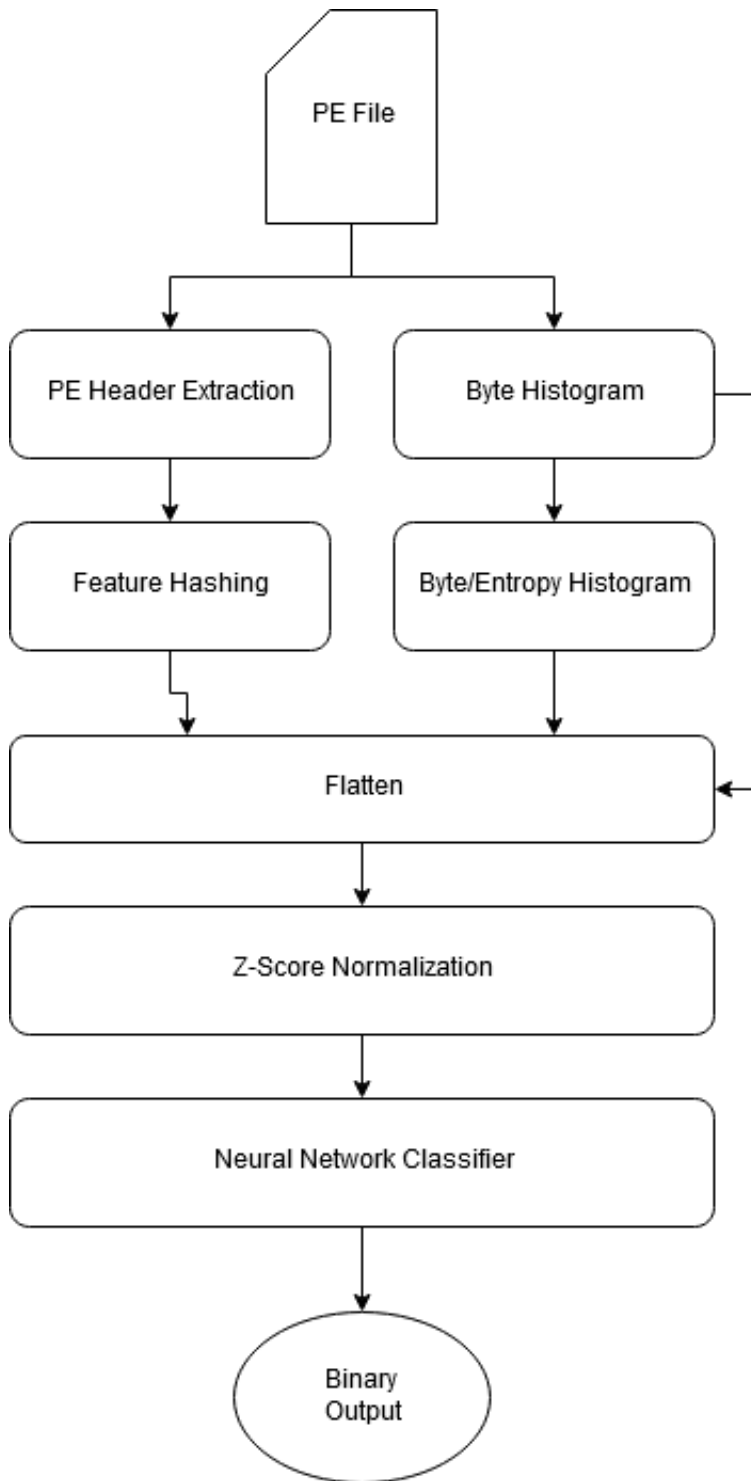 PE File
PE Header Extraction
Byte Histogram
Feature Hashing
Byte/Entropy Histogram
Flatten
Z-Score Normalization
Neural Network Classifier
Binary
Output